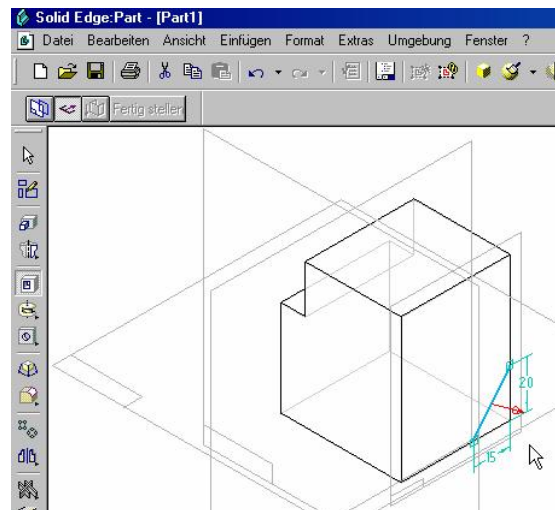 Solid Edge:Part - [Part1]
Datei Bearbeiten Ansicht Einfügen Format Extras Umgebung Fenster ?
Fertig stellen
20
15